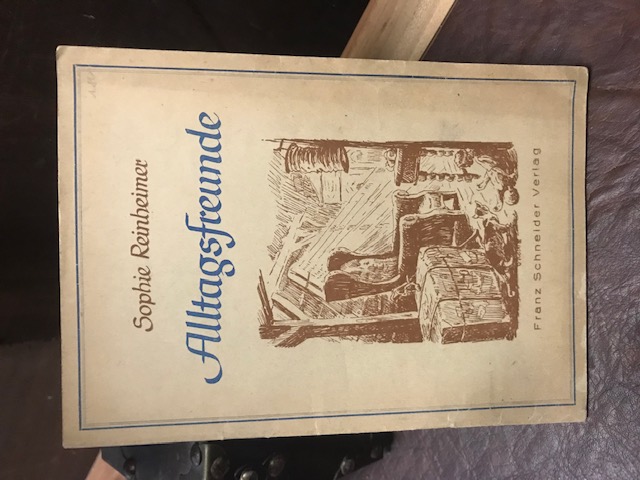 Sophie Reinheimer
Alltagsfreunde
Franz Schneider Verlag